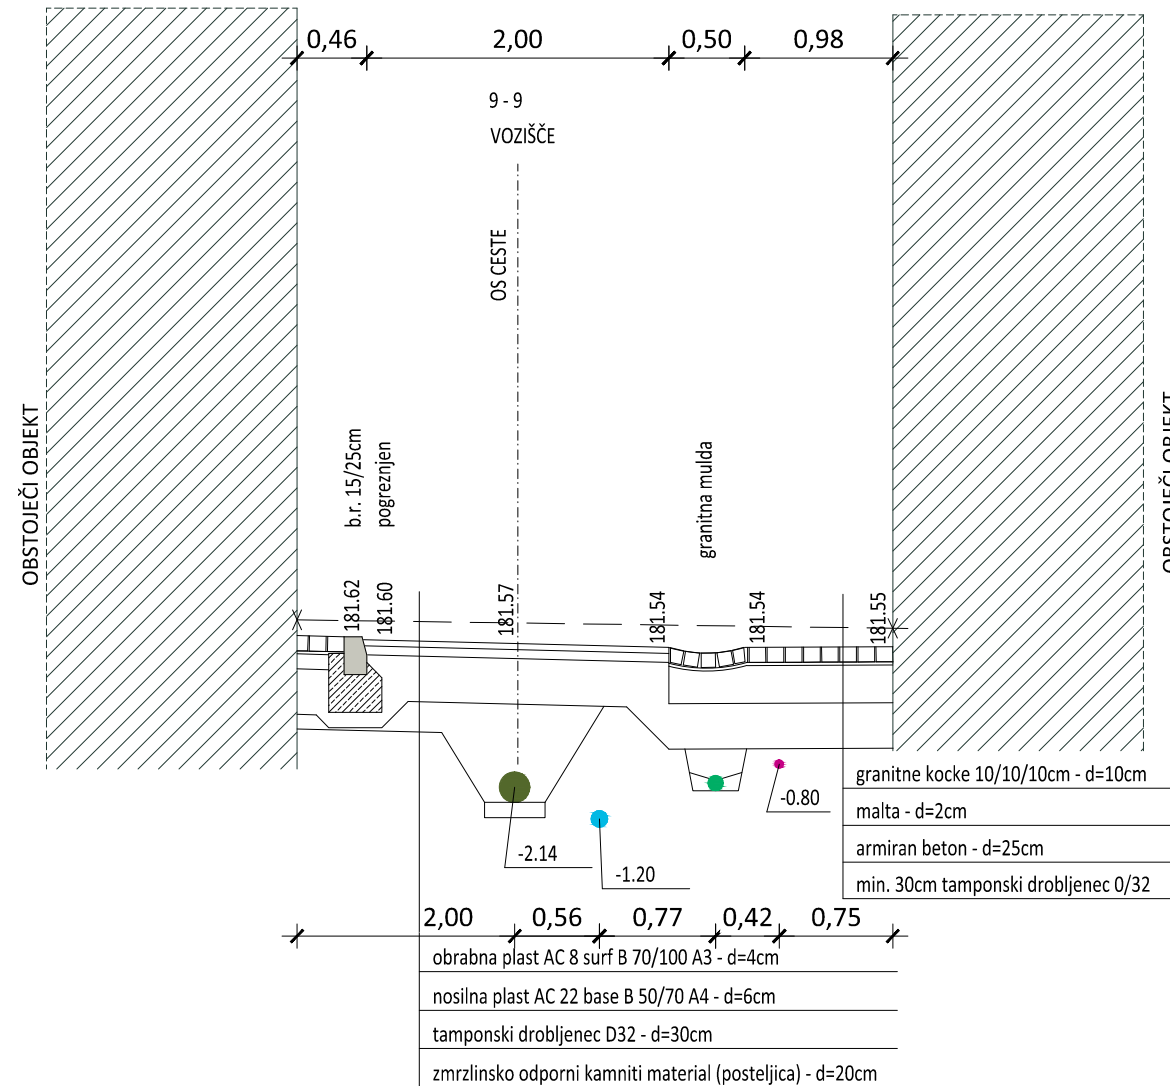 0,46
2,00
0,50
0,98
9 - 9
VOZIŠČE
OS CESTE
OBSTOJEČI OBJEKT
b.r. 15/25cm
pogreznjen
granitna mulda
OBSTOJEČI OBJEKT
181.62
181.60
181.57
181.54
181.54
181.55
-0.80
-2.14
-1.20
granitne kocke 10/10/10cm - d=10cm
malta - d=2cm
armiran beton - d=25cm
min. 30cm tamponski drobljenec 0/32
2,00
0,56
0,77
0,42
0,75
obrabna plast AC 8 surf B 70/100 A3 - d=4cm
nosilna plast AC 22 base B 50/70 A4 - d=6cm
tamponski drobljenec D32 - d=30cm
zmrzlinsko odporni kamniti material (posteljica) - d=20cm